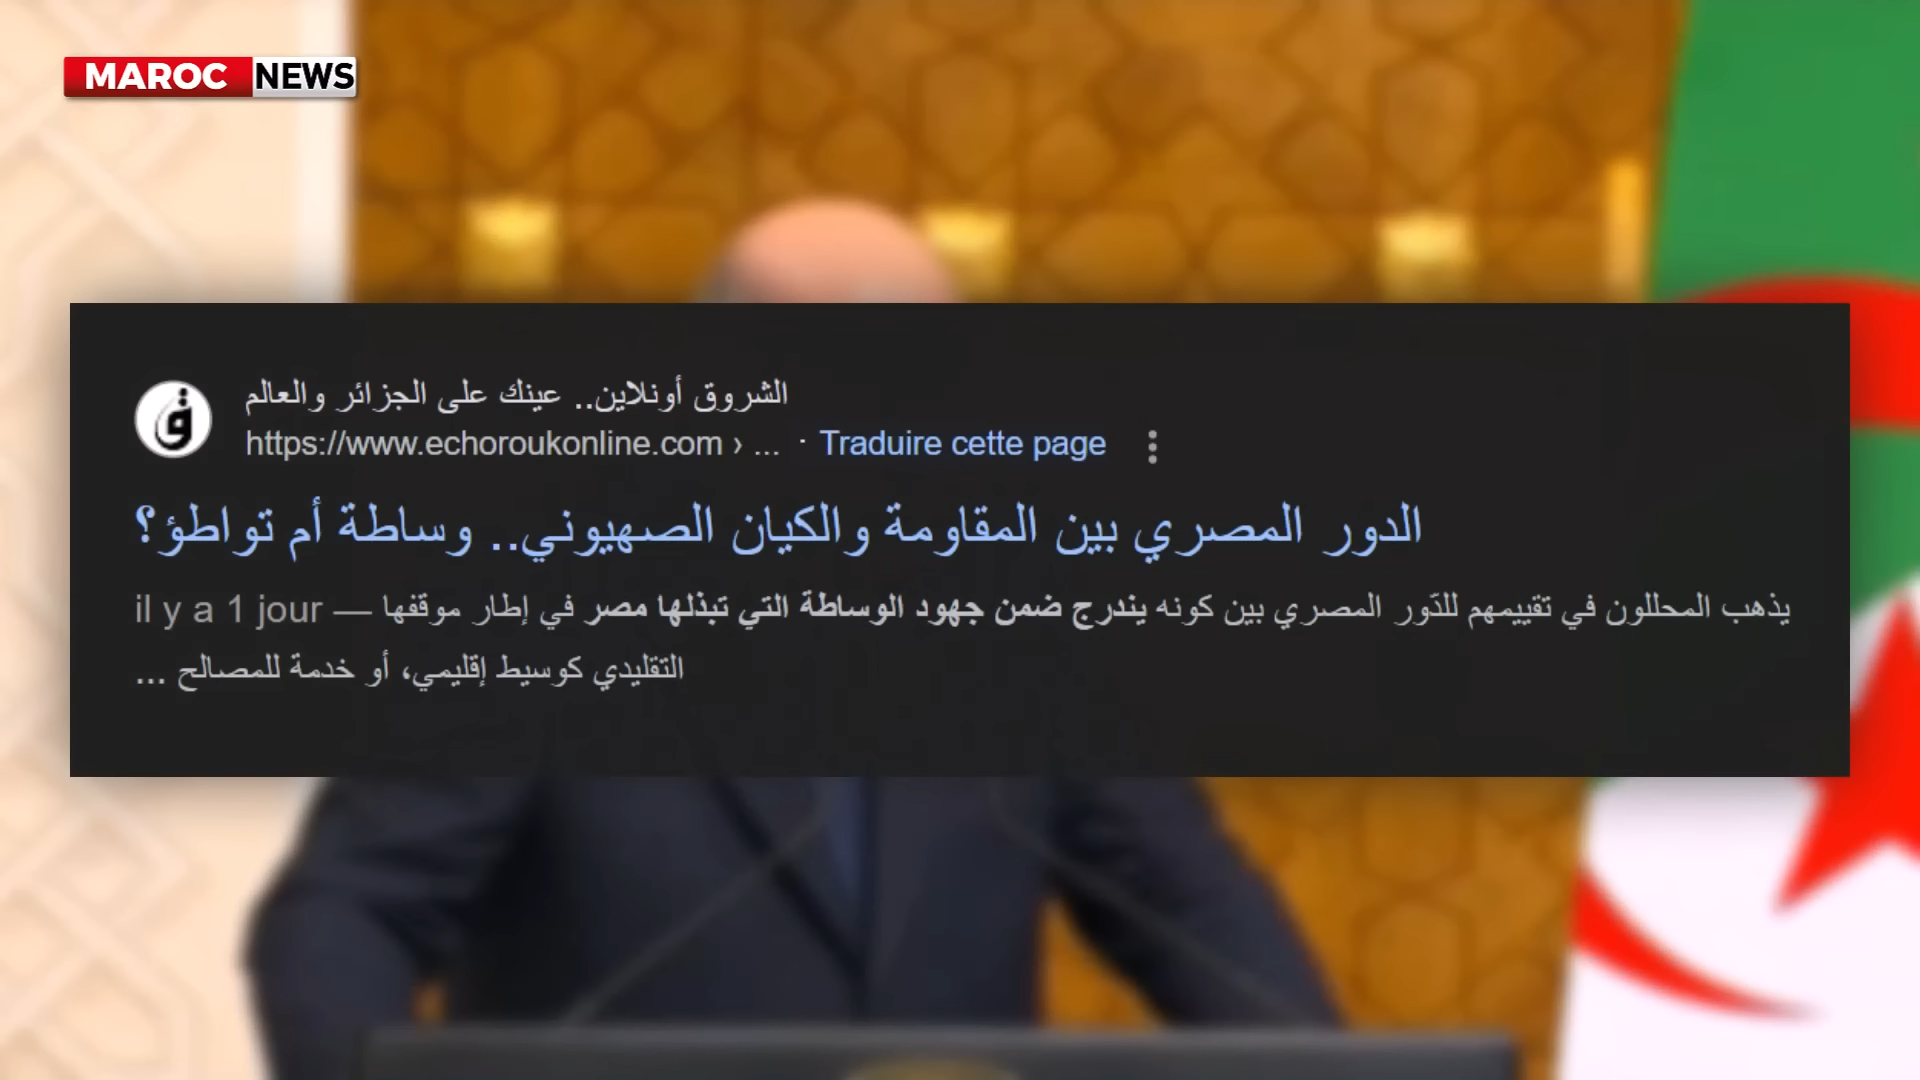 MAROC NEWS
الشروق أونلاين.. عينك على الجزائر والعالم
https://www.echoroukonline.com › ... · Traduire cette page
الدور المصري بين المقاومة والكيان الصهيوني.. وساطة أم تواطؤ؟
يذهب المحللون في تقييمهم للدّور المصري بين كونه يندرج ضمن جهود الوساطة التي تبذلها مصر في إطار موقفها — il y a 1 jour
التقليدي كوسيط إقليمي، أو خدمة للمصالح ...